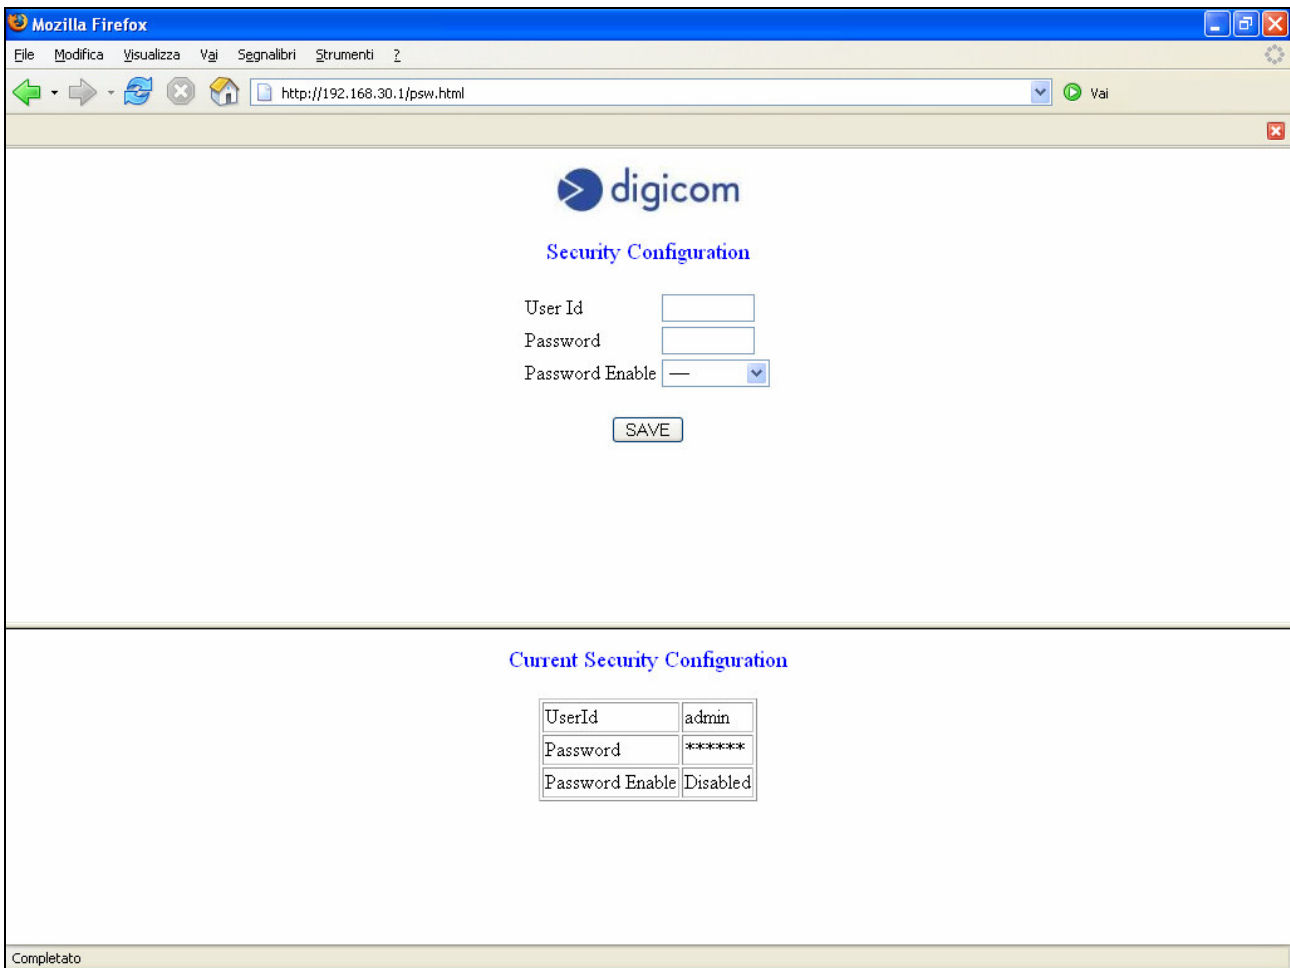 Mozilla Firefox
File Modifica Visualizza Vai Segnalibri Strumenti ?
http://192.168.30.1/psw.html Vai
digicom
Security Configuration
User Id
Password
Password Enable ----
SAVE
Current Security Configuration
UserId admin
Password ******
Password Enable Disabled
Completato